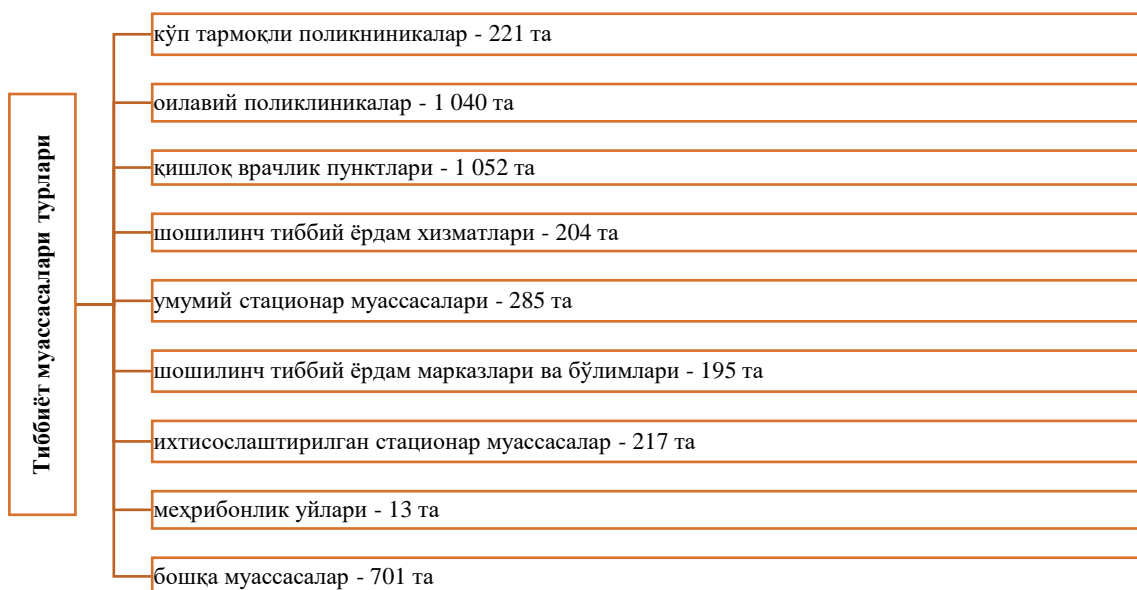 Тиббиёт муассасалари турлари
кўп тармоқли поликниникалар - 221 та
оилавий поликлиникалар - 1 040 та
қишлоқ врачлик пунктлари - 1 052 та
шошилинч тиббий ёрдам хизматлари - 204 та
умумий стационар муассасалари - 285 та
шошилинч тиббий ёрдам марказлари ва бўлимлари - 195 та
ихтисослаштирилган стационар муассасалар - 217 та
меҳрибонлик уйлари - 13 та
бошқа муассасалар - 701 та